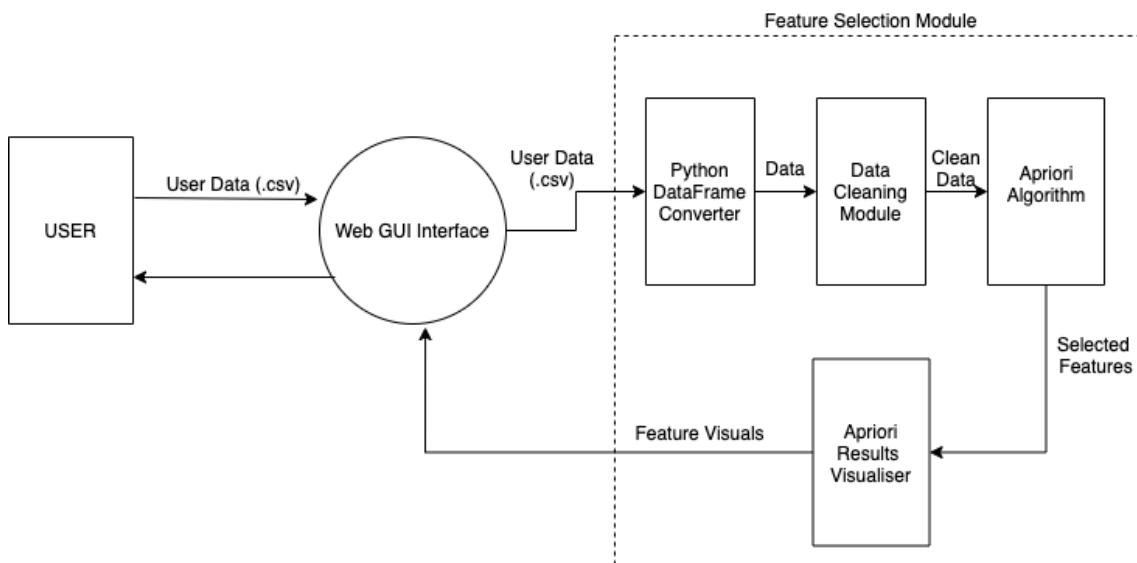 Feature Selection Module
USER
User Data (.csv)
Web GUI Interface
User Data
(.csv)
Python
DataFrame
Converter
Data
Data
Cleaning
Module
Clean
Data
Apriori
Algorithm
Selected
Features
Apriori
Results
Visualiser
Feature Visuals